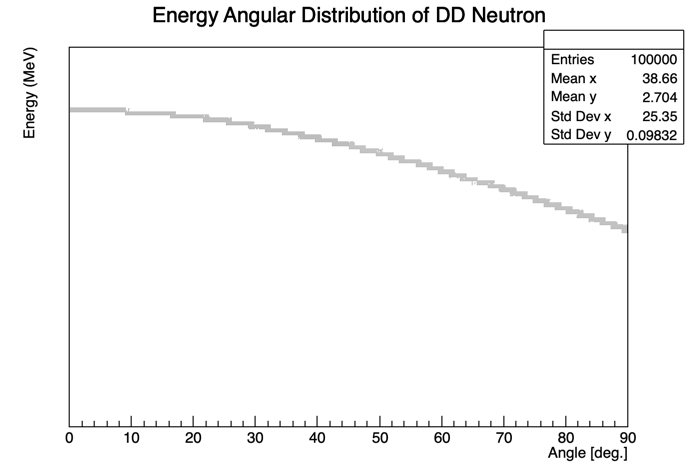 Energy Angular Distribution of DD Neutron
Entries 100000
Mean x 38.66
Mean y 2.704
Std Dev x 25.35
Std Dev y 0.09832
Energy (MeV)
0 10 20 30 40 50 60 70 80 90
Angle [deg.]